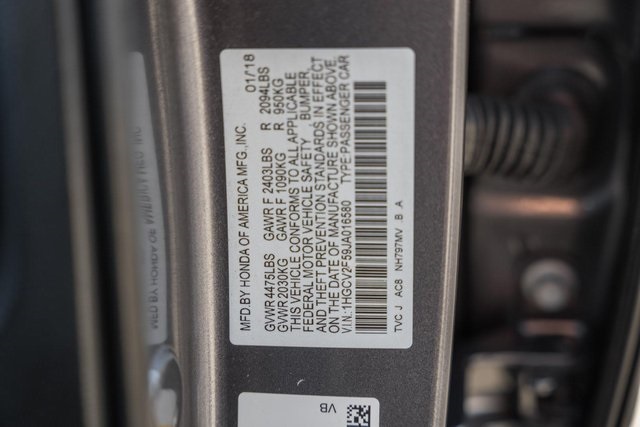 MFD. BY HONDA OF AMERICA MFG., INC. 01/18
GVWR 4475LBS GAWR F 2403LBS R 2094LBS
GVWR 2030KG GAWR F 1090KG R 950KG
THIS VEHICLE CONFORMS TO ALL APPLICABLE
FEDERAL MOTOR VEHICLE SAFETY, BUMPER,
AND THEFT PREVENTION STANDARDS IN EFFECT
ON THE DATE OF MANUFACTURE SHOWN ABOVE.
V.I.N.:1HGCV2F59JA016580 TYPE:PASSENGER CAR
TVC J AC8 NH797MV B A
VB